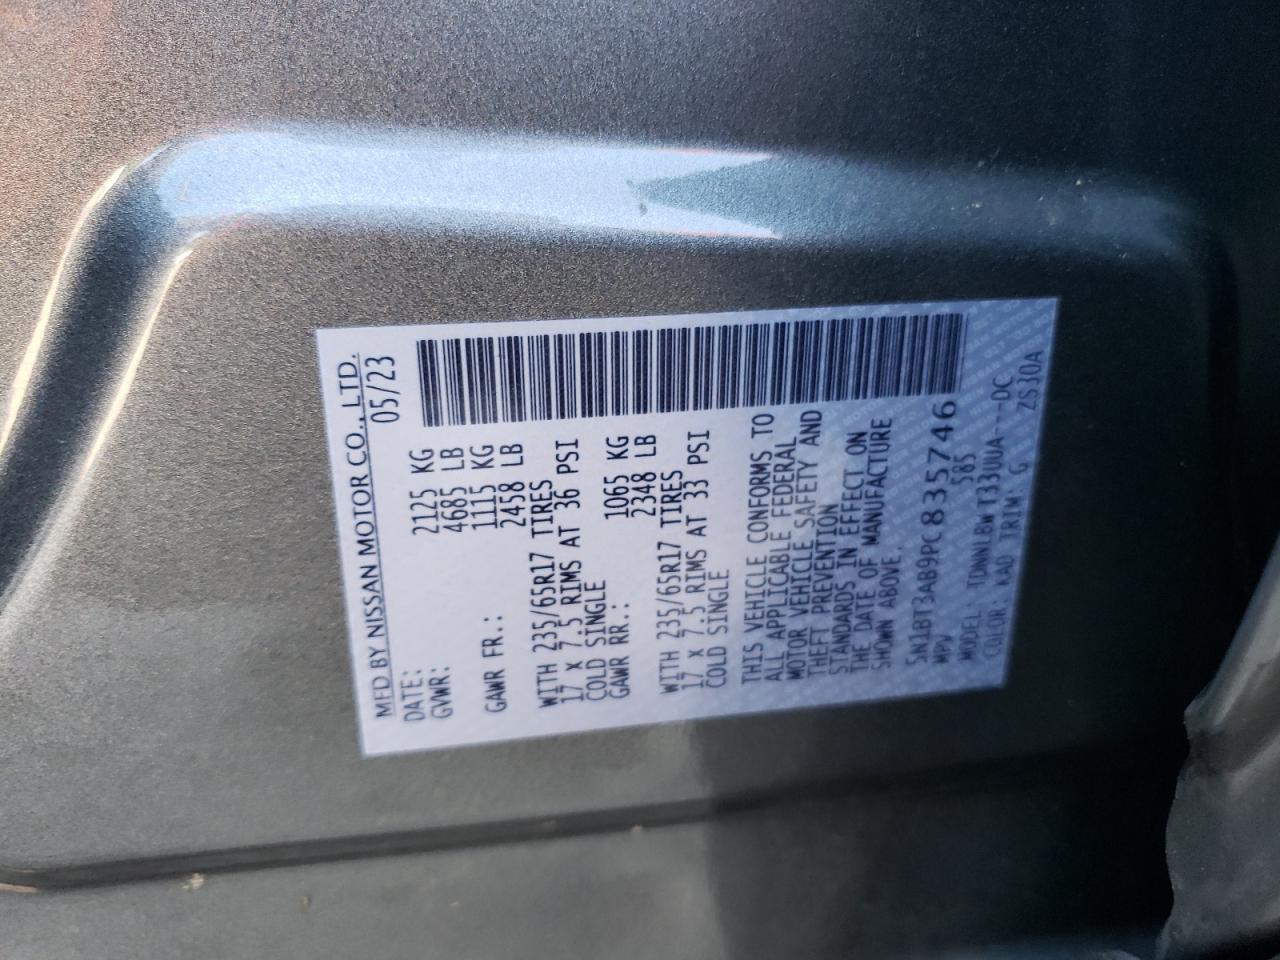 MFD BY NISSAN MOTOR CO., LTD.
DATE: 05/23
GVWR: 2125 KG
4685 LB
GAWR FR.: 1115 KG
2458 LB
WITH 235/65R17 TIRES
17 X 7.5 RIMS AT 36 PSI
COLD SINGLE
GAWR RR.: 1065 KG
2348 LB
WITH 235/65R17 TIRES
17 X 7.5 RIMS AT 33 PSI
COLD SINGLE
THIS VEHICLE CONFORMS TO
ALL APPLICABLE FEDERAL
MOTOR VEHICLE SAFETY AND
THEFT PREVENTION
STANDARDS IN EFFECT ON
THE DATE OF MANUFACTURE
SHOWN ABOVE.
5N1BT3AB9PC835746
MPV 585
MODEL: TDNNLBW T33UUA---DC
COLOR: KAD TRIM: G ZS30A